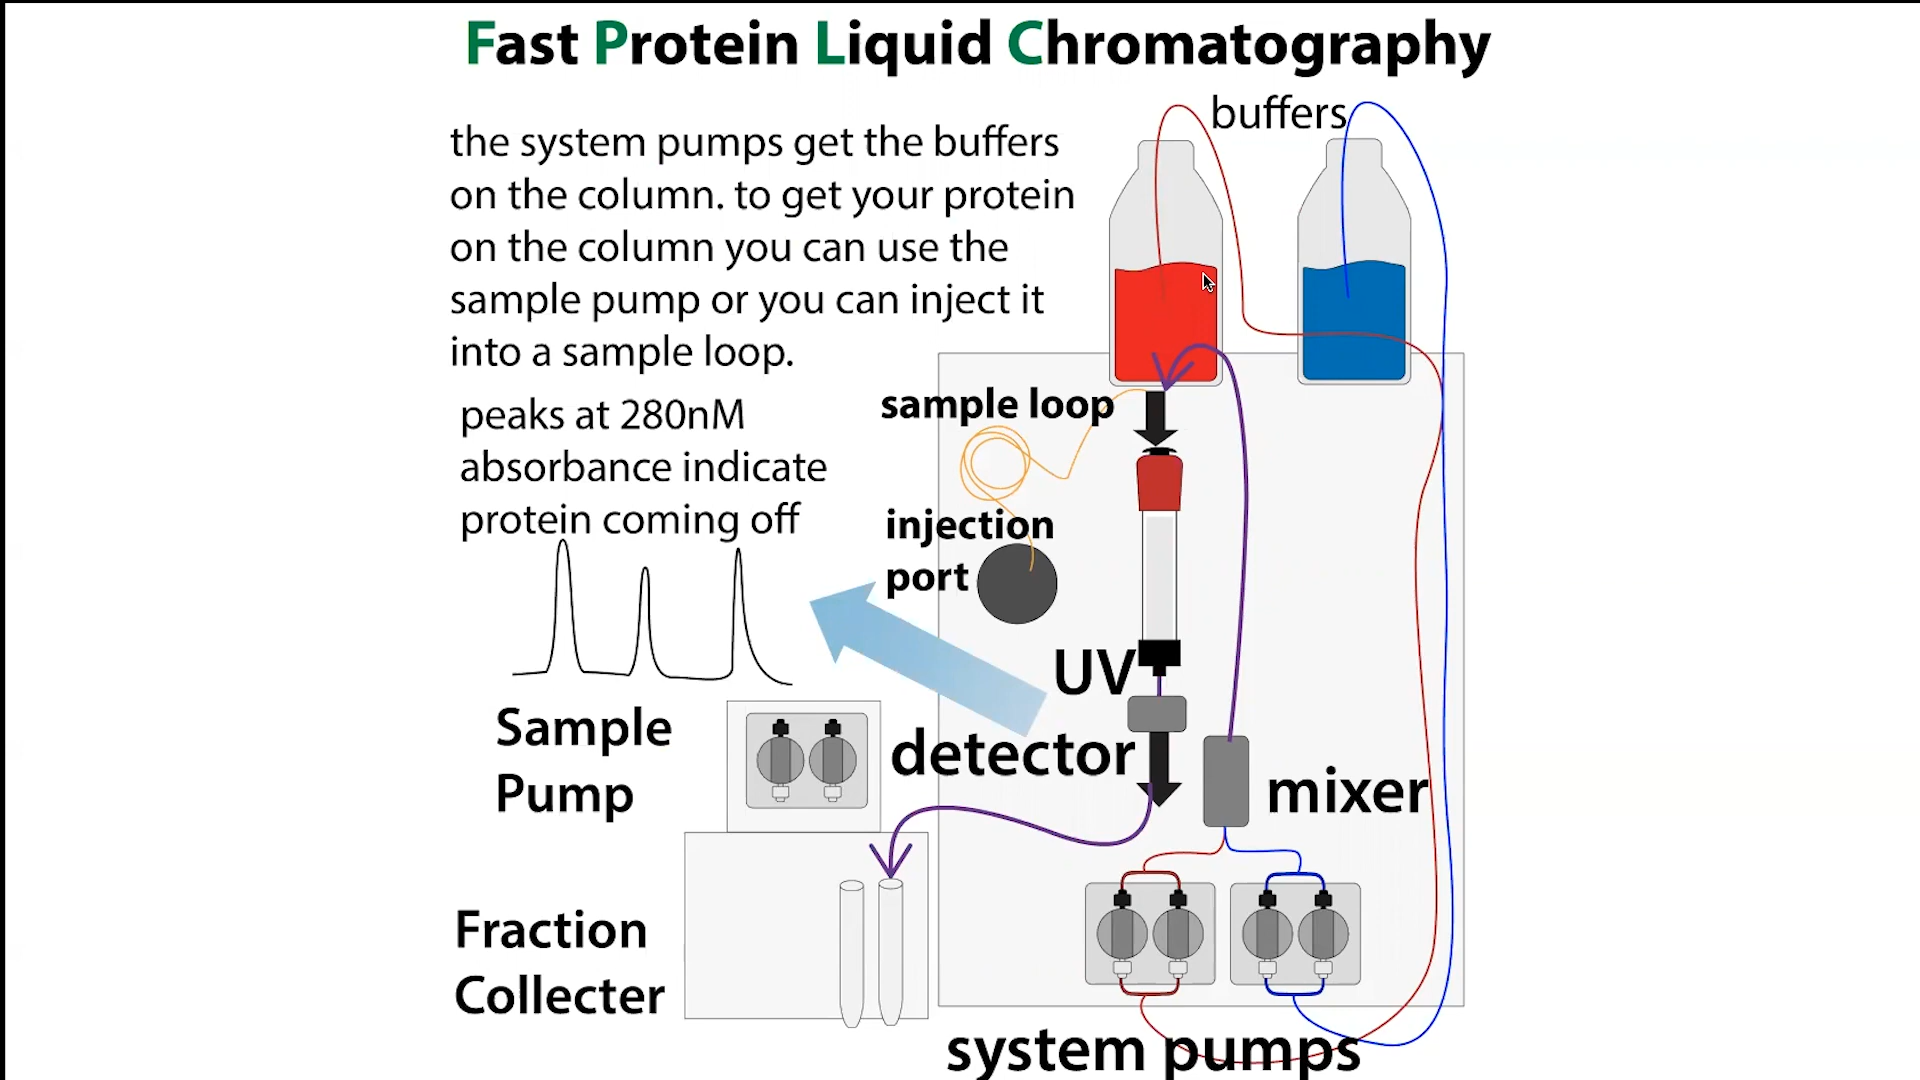 Fast Protein Liquid Chromatography
buffers
the system pumps get the buffers
on the column. to get your protein
on the column you can use the
sample pump or you can inject it
into a sample loop.
peaks at 280nM
absorbance indicate
protein coming off
sample loop
injection
port
UV
detector
Sample
Pump
mixer
Fraction
Collecter
system pumps